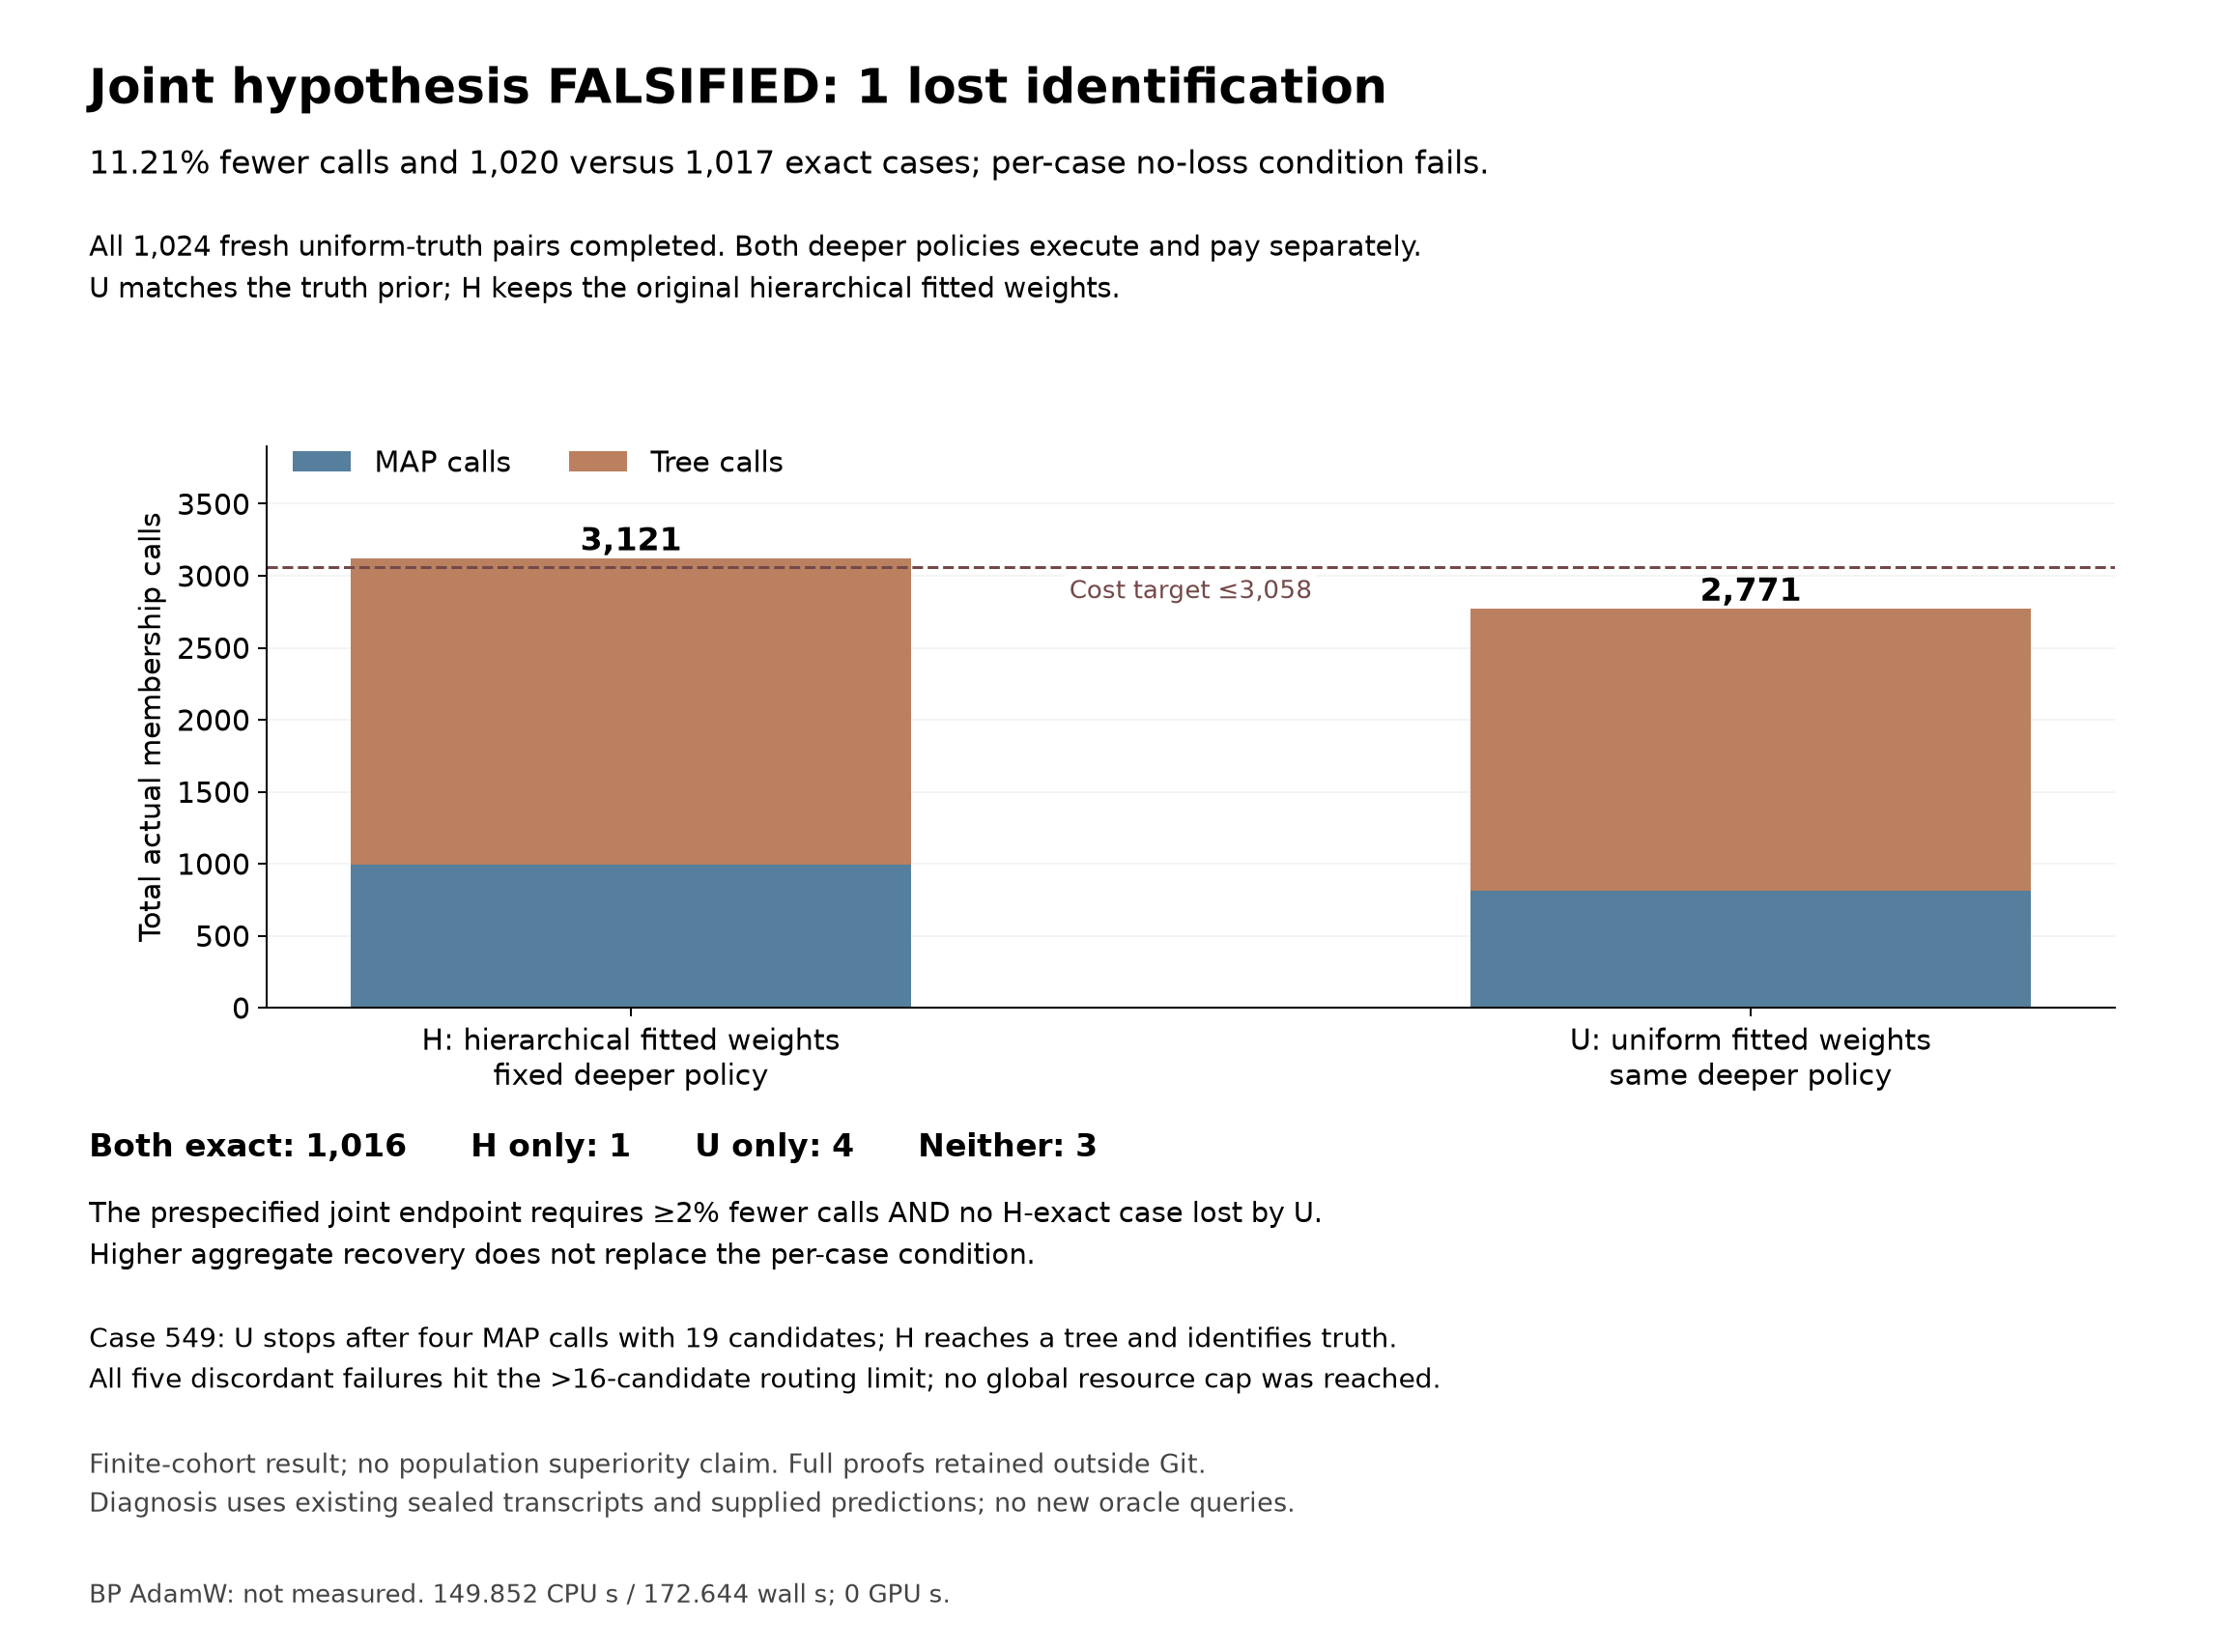 Joint hypothesis FALSIFIED: 1 lost identification
11.21% fewer calls and 1,020 versus 1,017 exact cases; per-case no-loss condition fails.
All 1,024 fresh uniform-truth pairs completed. Both deeper policies execute and pay separately.
U matches the truth prior; H keeps the original hierarchical fitted weights.
MAP calls
Tree calls
Total actual membership calls
3500
3000
2500
2000
1500
1000
500
0
3,121
Cost target ≤3,058
2,771
H: hierarchical fitted weights
fixed deeper policy
U: uniform fitted weights
same deeper policy
Both exact: 1,016 H only: 1 U only: 4 Neither: 3
The prespecified joint endpoint requires ≥2% fewer calls AND no H-exact case lost by U.
Higher aggregate recovery does not replace the per-case condition.
Case 549: U stops after four MAP calls with 19 candidates; H reaches a tree and identifies truth.
All five discordant failures hit the >16-candidate routing limit; no global resource cap was reached.
Finite-cohort result; no population superiority claim. Full proofs retained outside Git.
Diagnosis uses existing sealed transcripts and supplied predictions; no new oracle queries.
BP AdamW: not measured. 149.852 CPU s / 172.644 wall s; 0 GPU s.